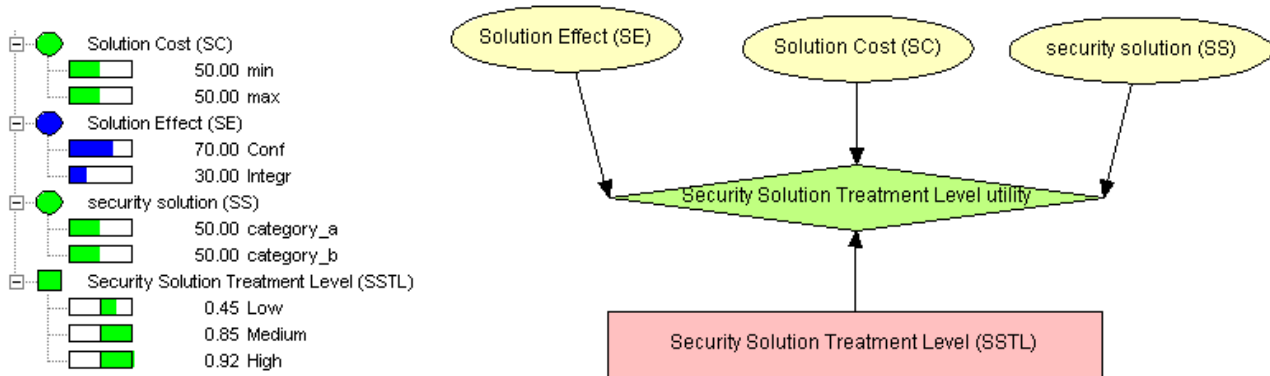 Solution Cost (SC)
50.00 min
50.00 max
Solution Effect (SE)
70.00 Conf
30.00 Integr
security solution (SS)
50.00 category_a
50.00 category_b
Security Solution Treatment Level (SSTL)
0.45 Low
0.85 Medium
0.92 High
Solution Effect (SE)
Solution Cost (SC)
security solution (SS)
Security Solution Treatment Level utility
Security Solution Treatment Level (SSTL)